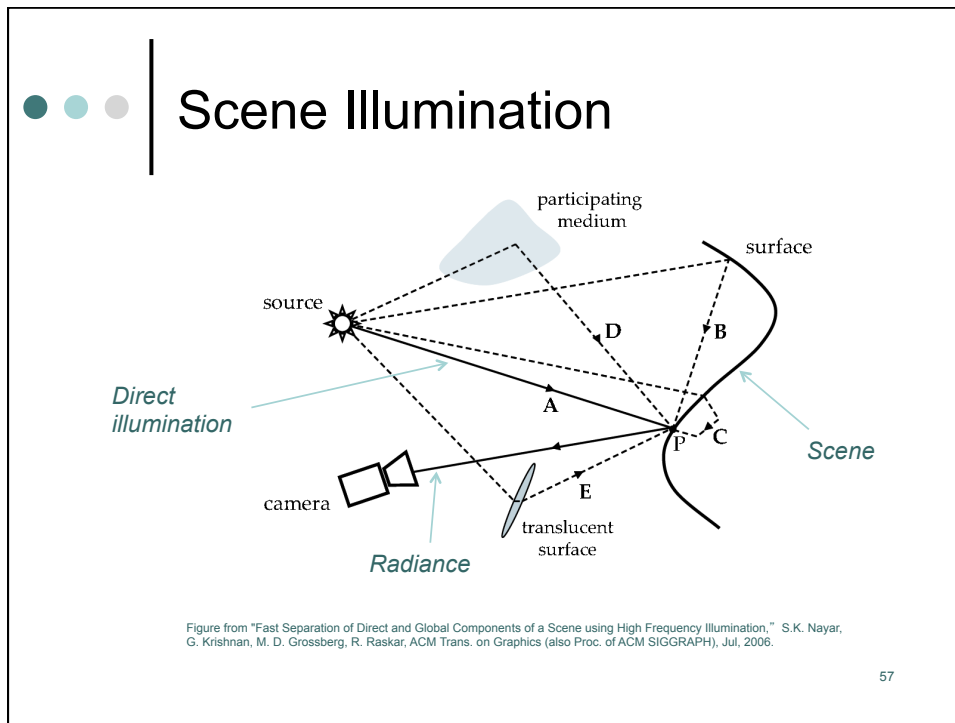 Scene Illumination
participating
medium
surface
source
D
B
Direct
illumination
A
P
C
Scene
camera
E
translucent
surface
Radiance
Figure from "Fast Separation of Direct and Global Components of a Scene using High Frequency Illumination,” S.K. Nayar,
G. Krishnan, M. D. Grossberg, R. Raskar, ACM Trans. on Graphics (also Proc. of ACM SIGGRAPH), Jul, 2006.
57